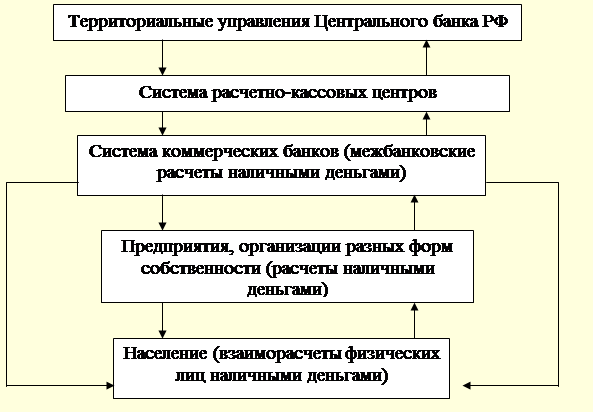 Территориальные управления Центрального банка РФ
Система расчетно-кассовых центров
Система коммерческих банков (межбанковские
расчеты наличными деньгами)
Предприятия, организации разных форм
собственности (расчеты наличными
деньгами)
Население (взаиморасчеты физических
лиц наличными деньгами)